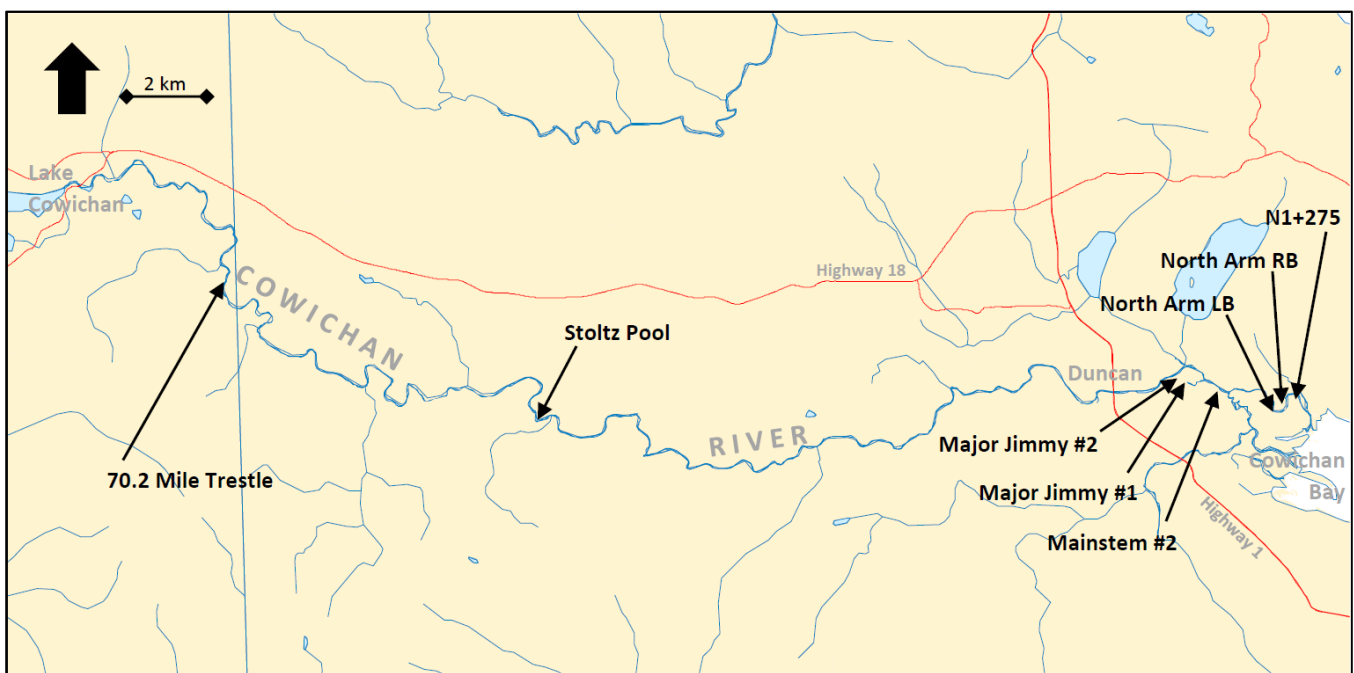 2 km
Lake
Cowichan
COWICHAN
RIVER
Highway 18
Stoltz Pool
70.2 Mile Trestle
N1+275
North Arm RB
North Arm LB
Duncan
Major Jimmy #2
Major Jimmy #1
Mainstem #2
Cowichan
Bay
Highway 1